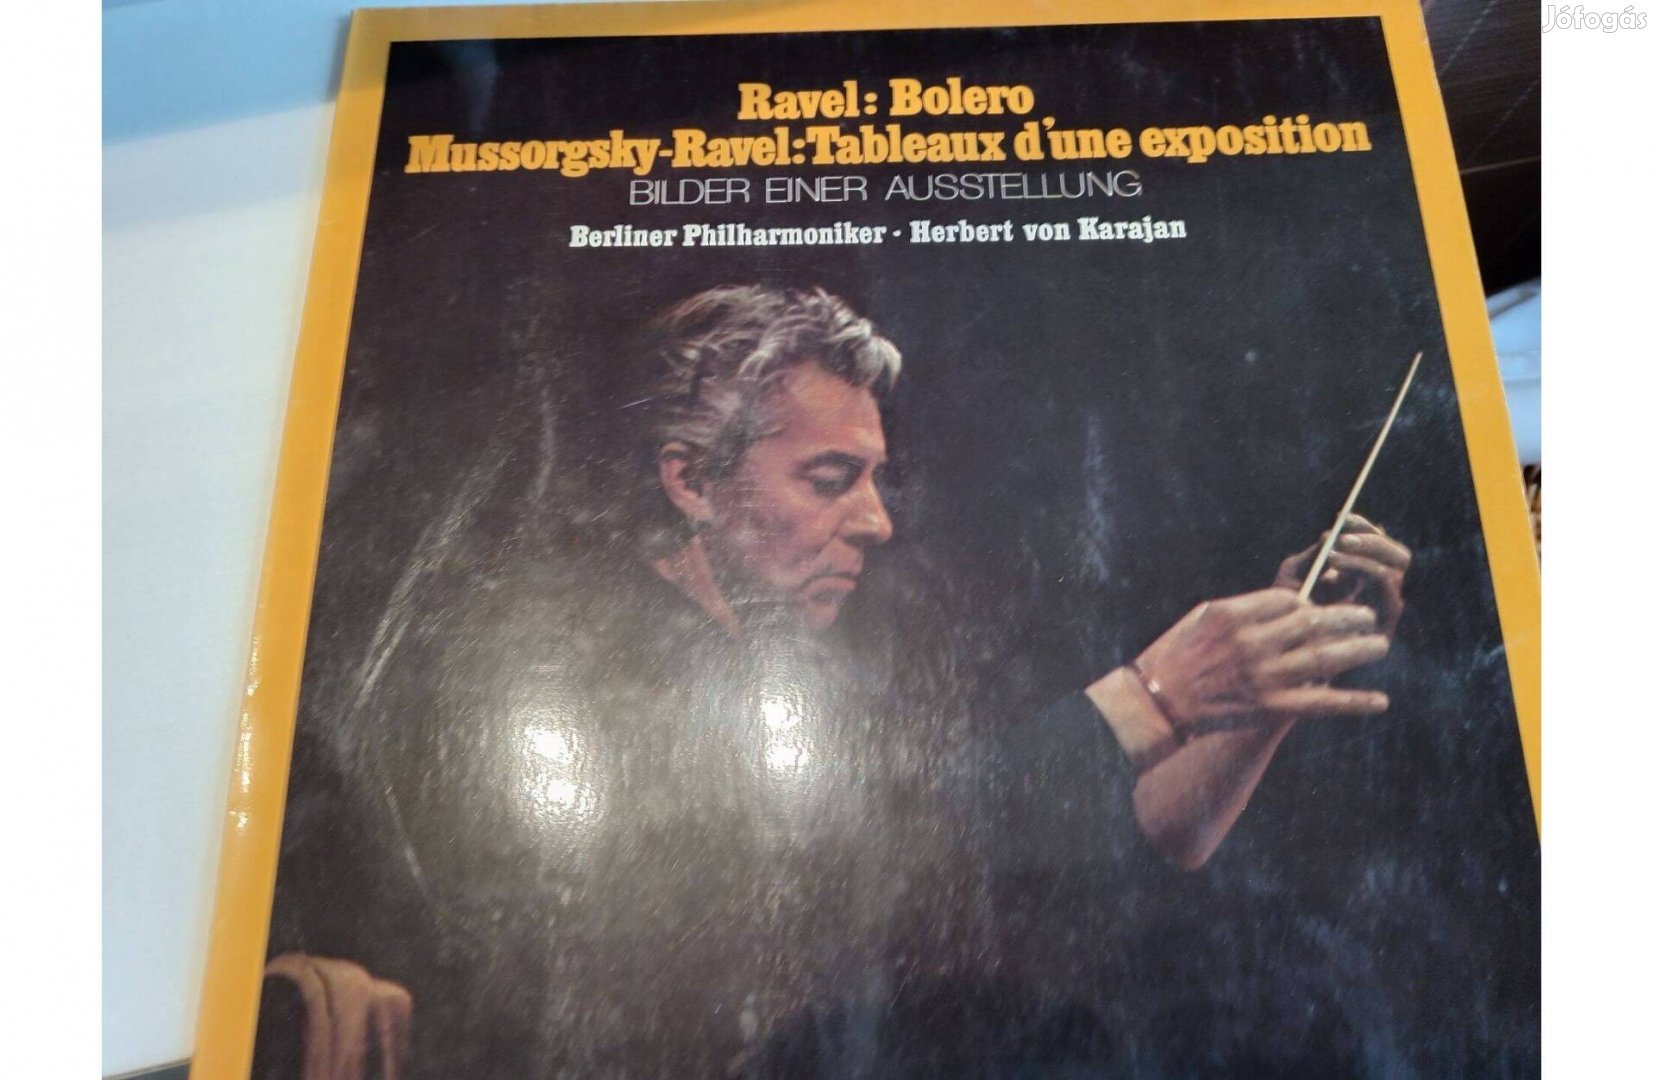 Jófogás
Ravel: Bolero
Mussorgsky-Ravel:Tableaux d'une exposition
BILDER EINER AUSSTELLUNG
Berliner Philharmoniker · Herbert von Karajan